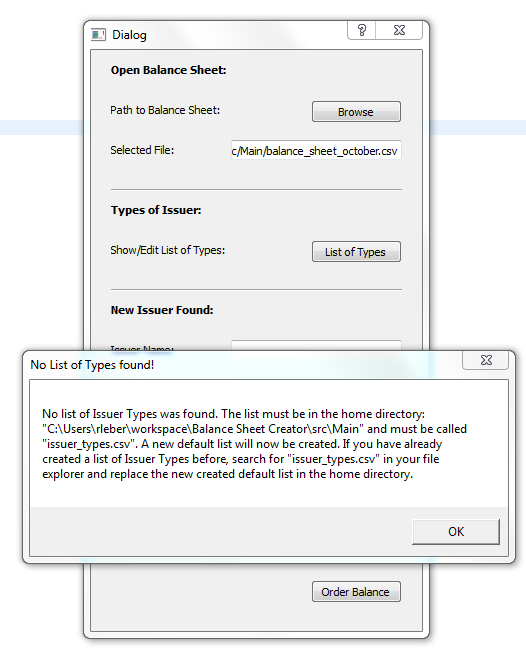 Dialog
Open Balance Sheet:
Path to Balance Sheet:
Browse
Selected File:
c/Main/balance_sheet_october.csv
Types of Issuer:
Show/Edit List of Types:
List of Types
New Issuer Found:
Issuer Name:
No List of Types found!
No list of Issuer Types was found. The list must be in the home directory:
"C:\Users\rleber\workspace\Balance Sheet Creator\src\Main" and must be called
"issuer_types.csv". A new default list will now be created. If you have already
created a list of Issuer Types before, search for "issuer_types.csv" in your file
explorer and replace the new created default list in the home directory.
OK
Order Balance